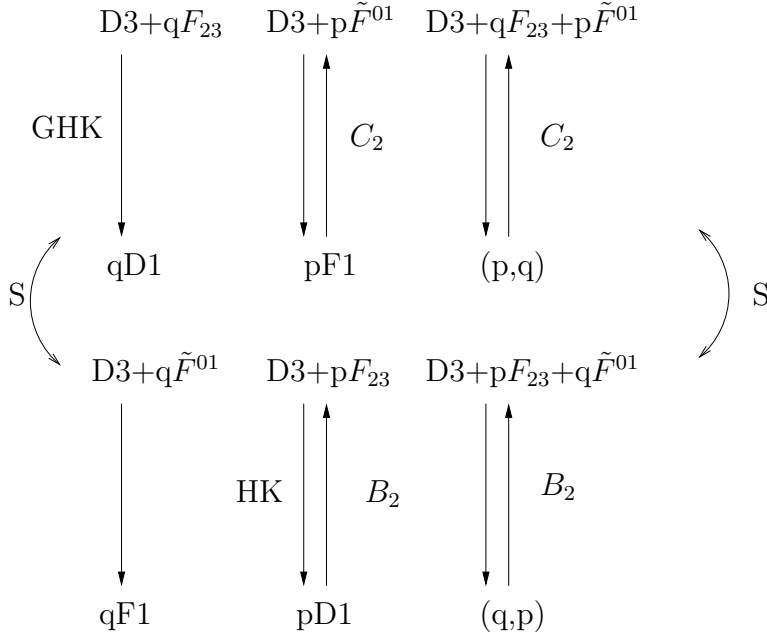 D3+qF₂₃ D3+pF̃⁰¹ D3+qF₂₃+pF̃⁰¹
GHK C₂ C₂
qD1 pF1 (p,q)
S S
D3+qF̃⁰¹ D3+pF₂₃ D3+pF₂₃+qF̃⁰¹
HK B₂ B₂
qF1 pD1 (q,p)